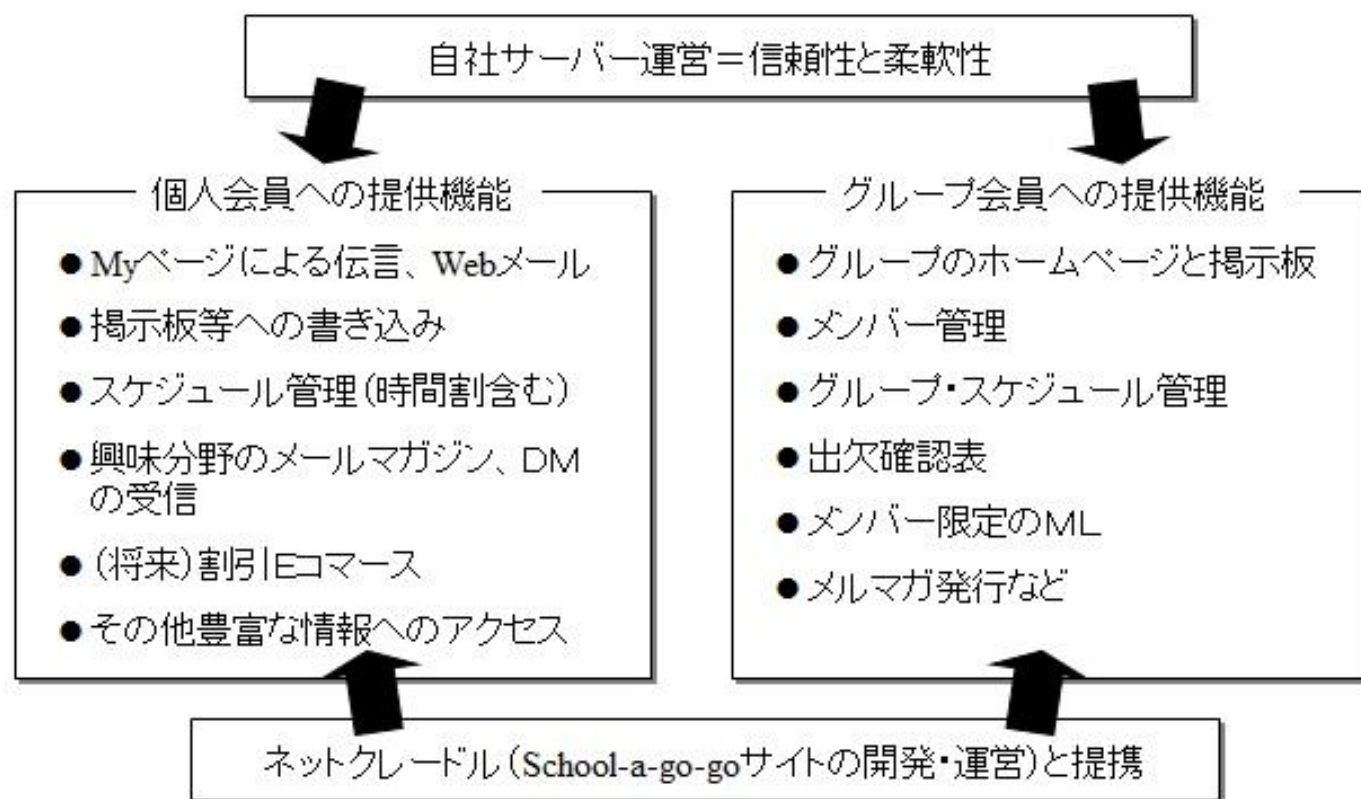 自社サーバー運営＝信頼性と柔軟性
個人会員への提供機能
●Myページによる伝言、Webメール
●掲示板等への書き込み
●スケジュール管理（時間割含む）
●興味分野のメールマガジン、ＤＭ
の受信
●（将来）割引Eコマース
●その他豊富な情報へのアクセス
グループ会員への提供機能
●グループのホームページと掲示板
●メンバー管理
●グループ・スケジュール管理
●出欠確認表
●メンバー限定のＭＬ
●メルマガ発行など
ネットクレードル（School-a-go-goサイトの開発・運営）と提携